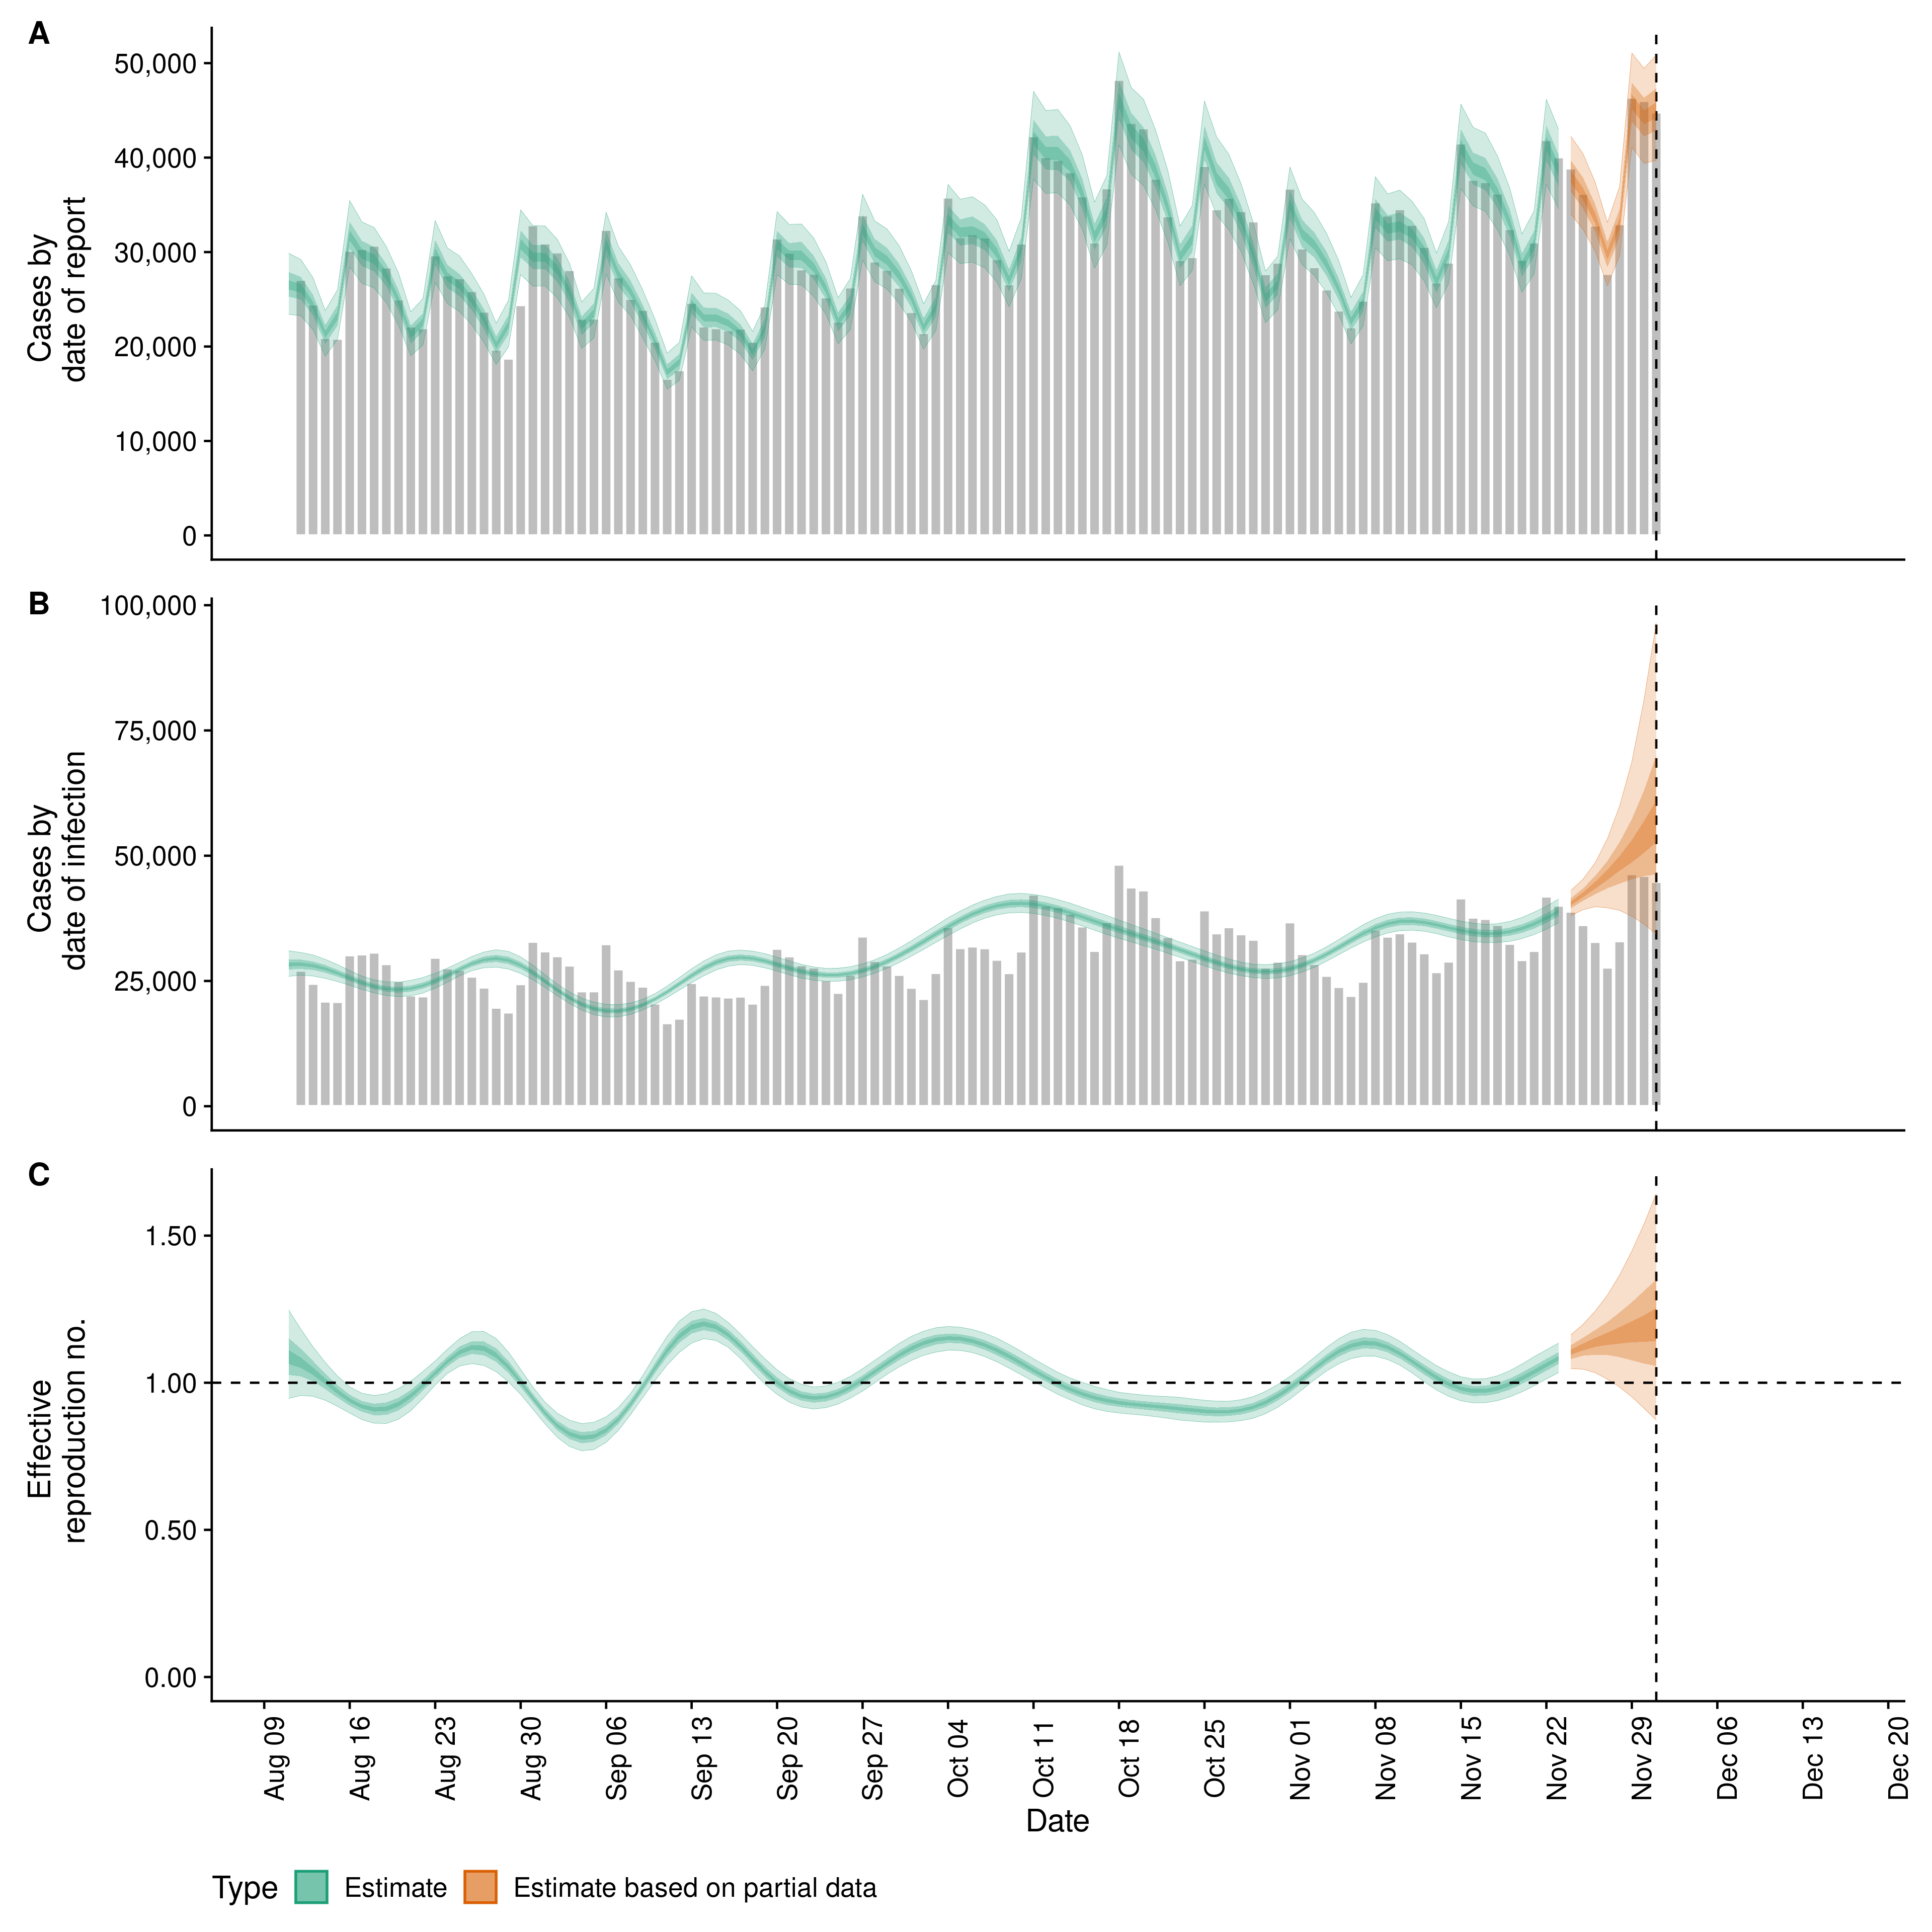 A
Cases by
date of report
50,000
40,000
30,000
20,000
10,000
0
B
Cases by
date of infection
100,000
75,000
50,000
25,000
0
C
Effective
reproduction no.
1.50
1.00
0.50
0.00
Aug 09
Aug 16
Aug 23
Aug 30
Sep 06
Sep 13
Sep 20
Sep 27
Oct 04
Oct 11
Oct 18
Oct 25
Nov 01
Nov 08
Nov 15
Nov 22
Nov 29
Dec 06
Dec 13
Dec 20
Date
Type Estimate Estimate based on partial data